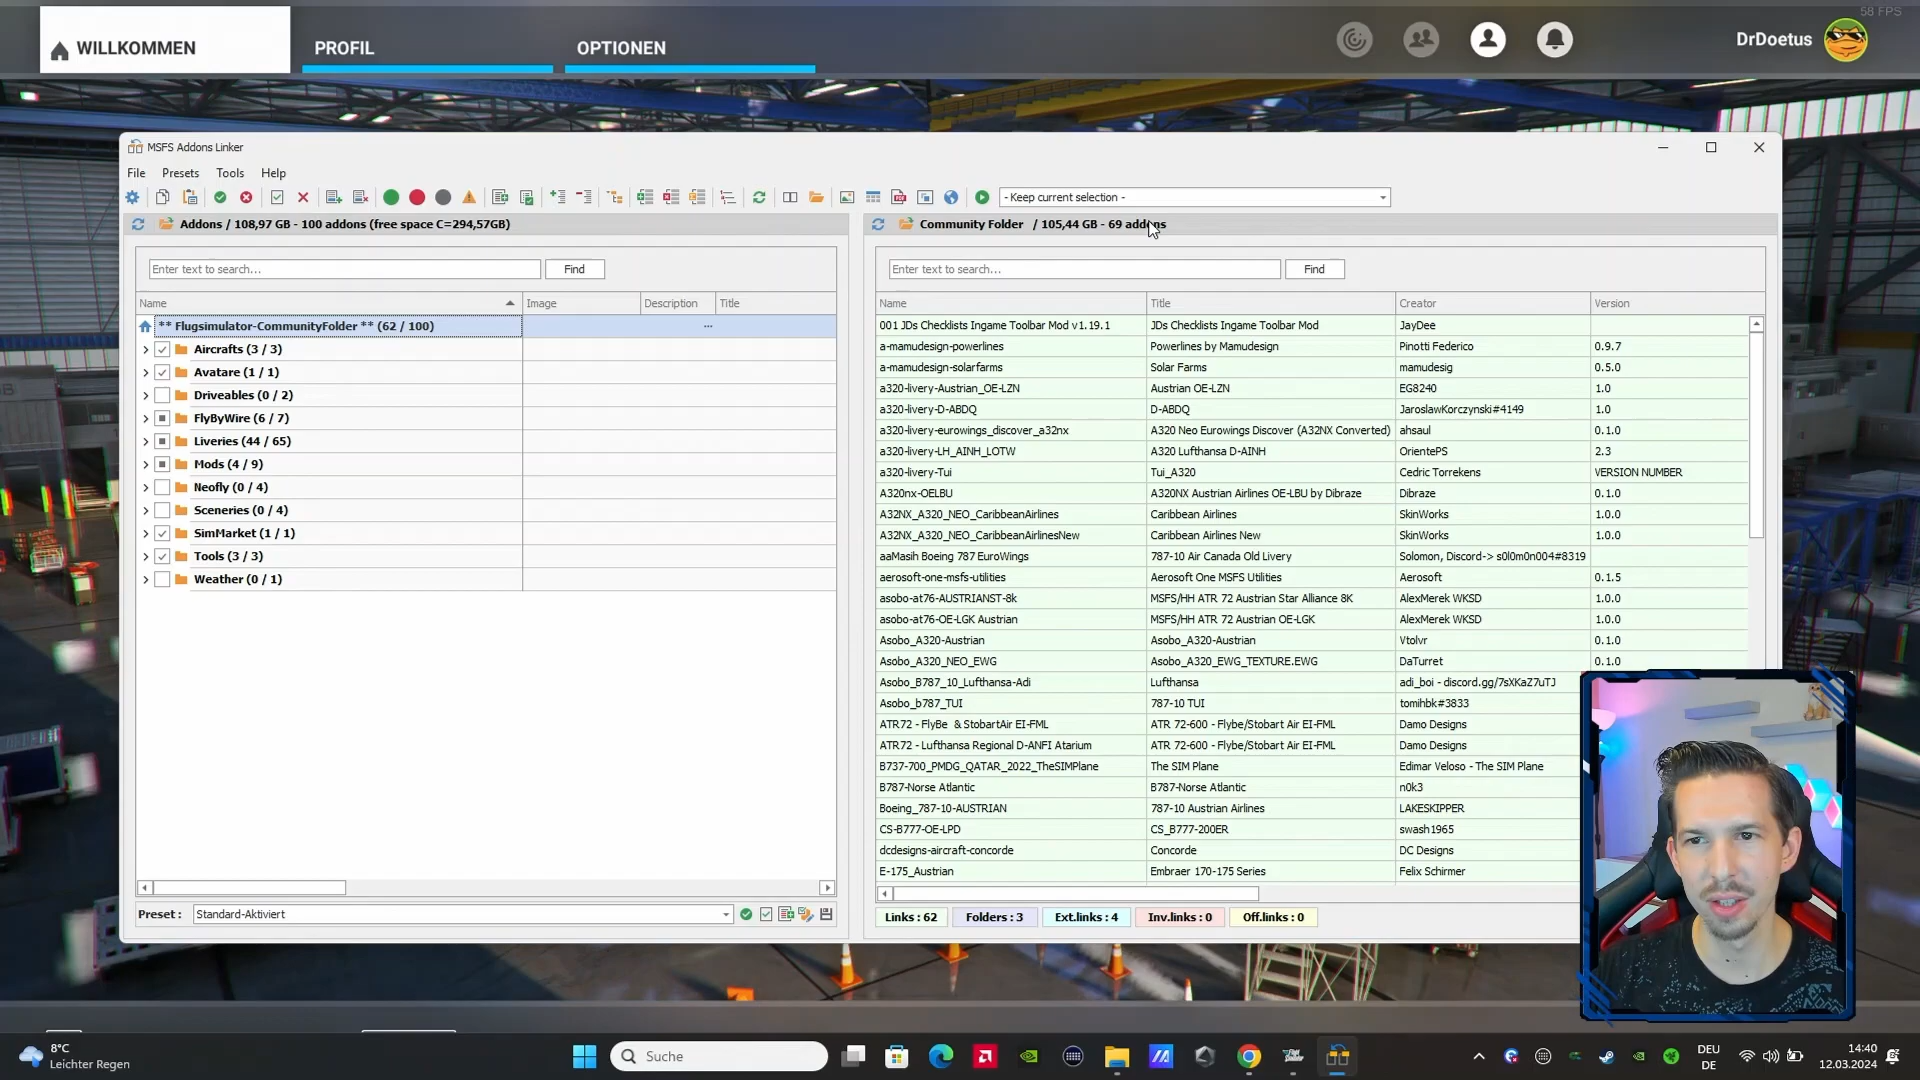 58 FPS
WILLKOMMEN
PROFIL
OPTIONEN
DrDoetus
MSFS Addons Linker
File Presets Tools Help
- Keep current selection -
Addons / 108,97 GB - 100 addons (free space C=294,57GB)
Enter text to search... Find
Name Image Description Title
** Flugsimulator-CommunityFolder ** (62 / 100) ...
Aircrafts (3 / 3)
Avatare (1 / 1)
Driveables (0 / 2)
FlyByWire (6 / 7)
Liveries (44 / 65)
Mods (4 / 9)
Neofly (0 / 4)
Sceneries (0 / 4)
SimMarket (1 / 1)
Tools (3 / 3)
Weather (0 / 1)
Preset : Standard-Aktiviert
Community Folder / 105,44 GB - 69 addons
Enter text to search... Find
Name Title Creator Version
001 JDs Checklists Ingame Toolbar Mod v1.19.1 JDs Checklists Ingame Toolbar Mod JayDee
a-mamudesign-powerlines Powerlines by Mamudesign Pinotti Federico 0.9.7
a-mamudesign-solarfarms Solar Farms mamudesig 0.5.0
a320-livery-Austrian_OE-LZN Austrian OE-LZN EG8240 1.0
a320-livery-D-ABDQ D-ABDQ JaroslawKorczynski#4149 1.0
a320-livery-eurowings_discover_a32nx A320 Neo Eurowings Discover (A32NX Converted) ahsaul 0.1.0
a320-livery-LH_AINH_LOTW A320 Lufthansa D-AINH OrientePS 2.3
a320-livery-Tui Tui_A320 Cedric Torrekens VERSION NUMBER
A320nx-OELBU A320NX Austrian Airlines OE-LBU by Dibraze Dibraze 0.1.0
A32NX_A320_NEO_CaribbeanAirlines Caribbean Airlines SkinWorks 1.0.0
A32NX_A320_NEO_CaribbeanAirlinesNew Caribbean Airlines New SkinWorks 1.0.0
aaMasih Boeing 787 EuroWings 787-10 Air Canada Old Livery Solomon, Discord-> s0l0m0n004#8319
aerosoft-one-msfs-utilities Aerosoft One MSFS Utilities Aerosoft 0.1.5
asobo-at76-AUSTRIANST-8k MSFS/HH ATR 72 Austrian Star Alliance 8K AlexMerek WKSD 1.0.0
asobo-at76-OE-LGK Austrian MSFS/HH ATR 72 Austrian OE-LGK AlexMerek WKSD 1.0.0
Asobo_A320-Austrian Asobo_A320-Austrian Vtolvr 0.1.0
Asobo_A320_NEO_EWG Asobo_A320_EWG_TEXTURE.EWG DaTurret 0.1.0
Asobo_B787_10_Lufthansa-Adi Lufthansa adi_boi - discord.gg/7sXKaZ7uTJ
Asobo_b787_TUI 787-10 TUI tomihbk#3833
ATR72 - FlyBe & StobartAir EI-FML ATR 72-600 - Flybe/Stobart Air EI-FML Damo Designs
ATR72 - Lufthansa Regional D-ANFI Atarium ATR 72-600 - Flybe/Stobart Air EI-FML Damo Designs
B737-700_PMDG_QATAR_2022_TheSIMPlane The SIM Plane Edimar Veloso - The SIM Plane
B787-Norse Atlantic B787-Norse Atlantic n0k3
Boeing_787-10-AUSTRIAN 787-10 Austrian Airlines LAKESKIPPER
CS-B777-OE-LPD CS_B777-200ER swash1965
dcdesigns-aircraft-concorde Concorde DC Designs
E-175_Austrian Embraer 170-175 Series Felix Schirmer
Links : 62 Folders : 3 Ext.links : 4 Inv.links : 0 Off.links : 0
8°C
Leichter Regen
Suche
DEU
DE
14:40
12.03.2024